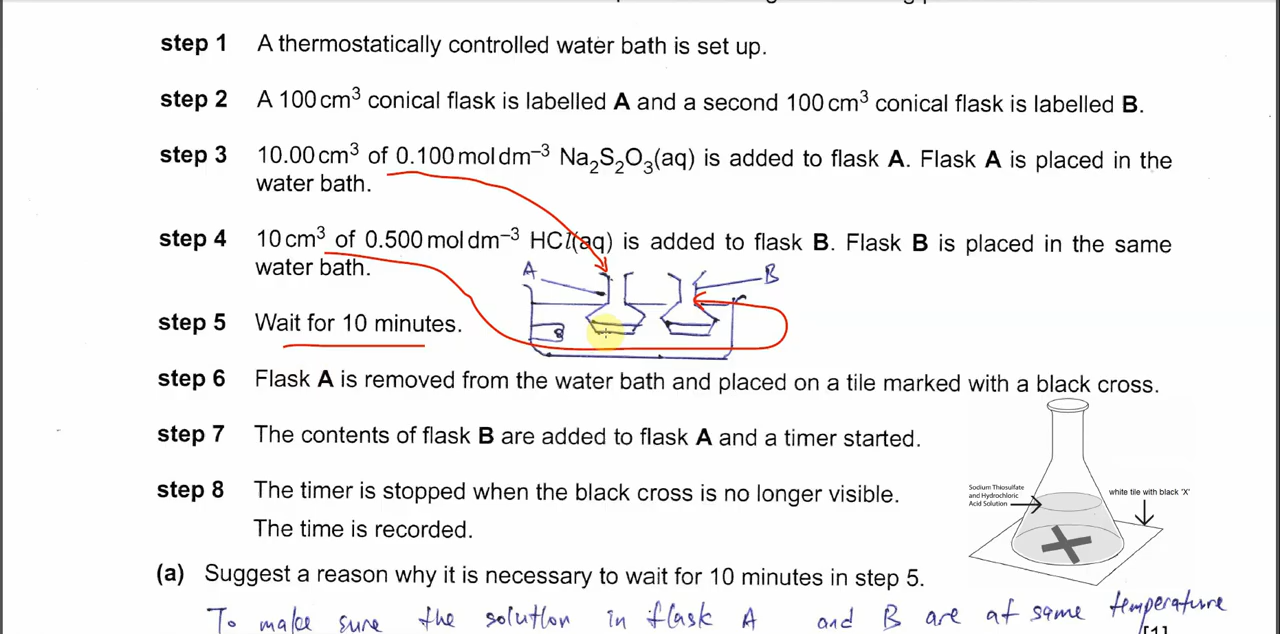 step 1 A thermostatically controlled water bath is set up.
step 2 A 100 cm³ conical flask is labelled A and a second 100 cm³ conical flask is labelled B.
step 3 10.00 cm³ of 0.100 mol dm⁻³ Na₂S₂O₃(aq) is added to flask A. Flask A is placed in the
water bath.
step 4 10 cm³ of 0.500 mol dm⁻³ HCl(aq) is added to flask B. Flask B is placed in the same
water bath.
A
B
step 5 Wait for 10 minutes.
step 6 Flask A is removed from the water bath and placed on a tile marked with a black cross.
step 7 The contents of flask B are added to flask A and a timer started.
step 8 The timer is stopped when the black cross is no longer visible.
The time is recorded.
Sodium Thiosulfate
and Hydrochloric
Acid Solution
white tile with black 'X'
(a) Suggest a reason why it is necessary to wait for 10 minutes in step 5.
To make sure the solution in flask A and B are at same temperature
[1]